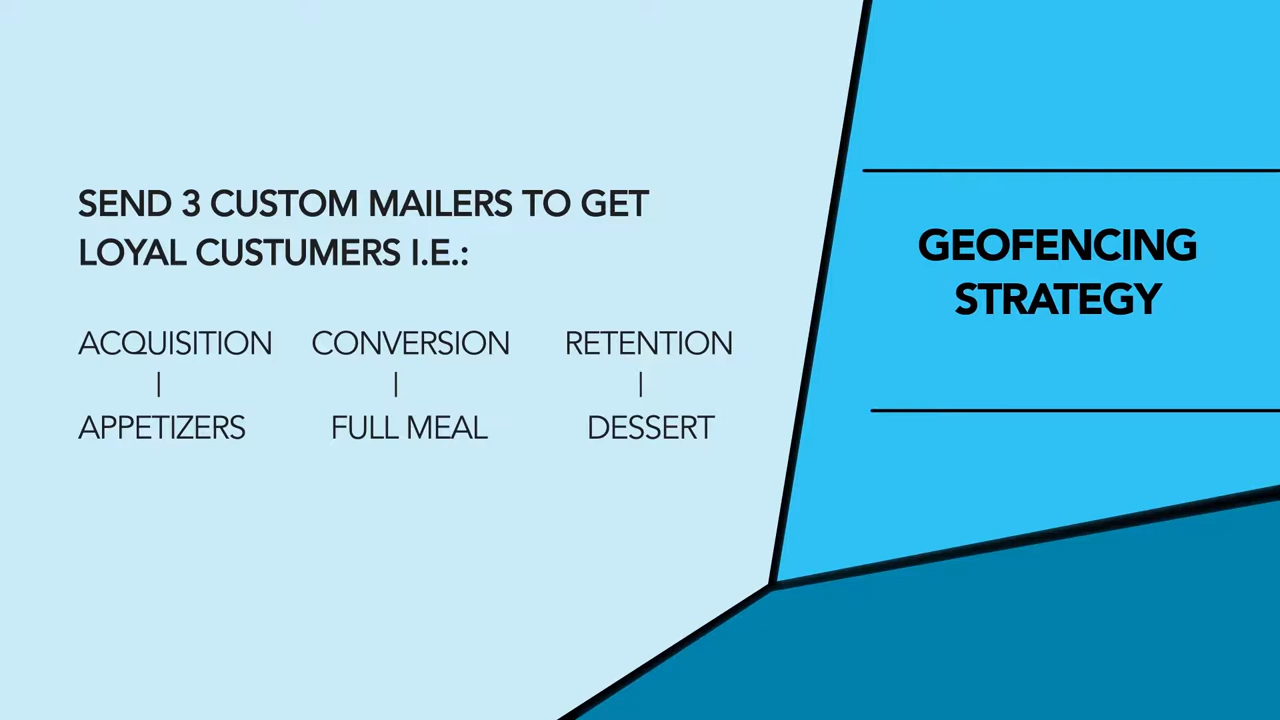 SEND 3 CUSTOM MAILERS TO GET
LOYAL CUSTUMERS I.E.:
ACQUISITION CONVERSION RETENTION
| | |
APPETIZERS FULL MEAL DESSERT
GEOFENCING
STRATEGY